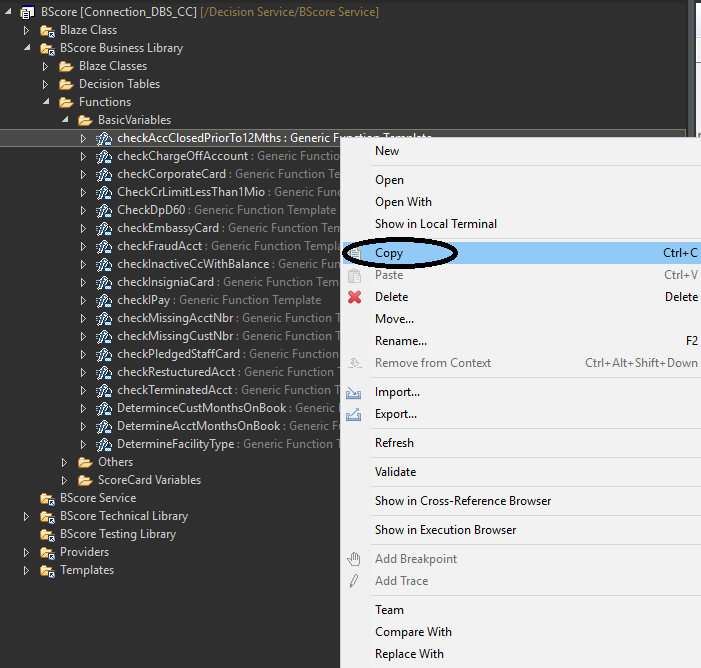 BScore [Connection_DBS_CC] [/Decision Service/BScore Service]
Blaze Class
BScore Business Library
Blaze Classes
Decision Tables
Functions
BasicVariables
checkAccClosedPriorTo12Mths : Generic Function Template
checkChargeOffAccount : Generic Function
checkCorporateCard : Generic Function Te
CheckCrLimitLessThan1Mio : Generic Func
CheckDpD60 : Generic Function Template
checkEmbassyCard : Generic Function Tem
checkFraudAcct : Generic Function Templa
checkInactiveCcWithBalance : Generic Fun
checkInsigniaCard : Generic Function Tem
checkIPay : Generic Function Template
checkMissingAcctNbr : Generic Function T
checkMissingCustNbr : Generic Function T
checkPledgedStaffCard : Generic Function
checkRestucturedAcct : Generic Function
checkTerminatedAcct : Generic Function T
DeterminceCustMonthsOnBook : Generic
DetermineAcctMonthsOnBook : Generic F
DetermineFacilityType : Generic Function T
Others
ScoreCard Variables
BScore Service
BScore Technical Library
BScore Testing Library
Providers
Templates
New
Open
Open With
Show in Local Terminal
Copy Ctrl+C
Paste Ctrl+V
Delete Delete
Move...
Rename... F2
Remove from Context Ctrl+Alt+Shift+Down
Import...
Export...
Refresh
Validate
Show in Cross-Reference Browser
Show in Execution Browser
Add Breakpoint
Add Trace
Team
Compare With
Replace With